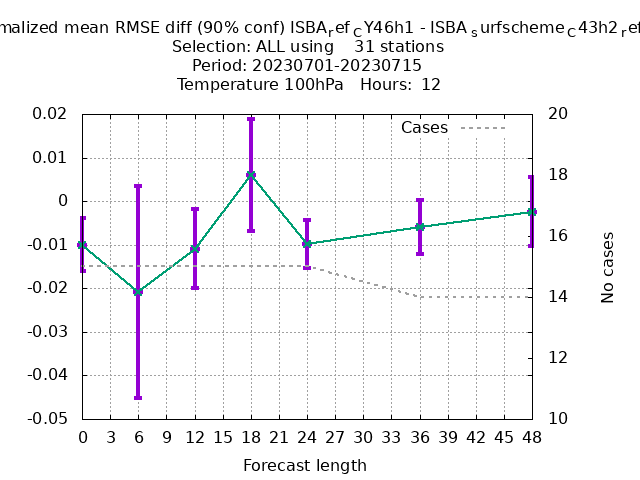 malized mean RMSE diff (90% conf) ISBA_ref_CY46h1 - ISBA_surfscheme_C43h2_ref
Selection: ALL using 31 stations
Period: 20230701-20230715
Temperature 100hPa Hours: 12
Cases
0.02
0.01
0
-0.01
-0.02
-0.03
-0.04
-0.05
20
18
16
14
12
10
No cases
0 3 6 9 12 15 18 21 24 27 30 33 36 39 42 45 48
Forecast length